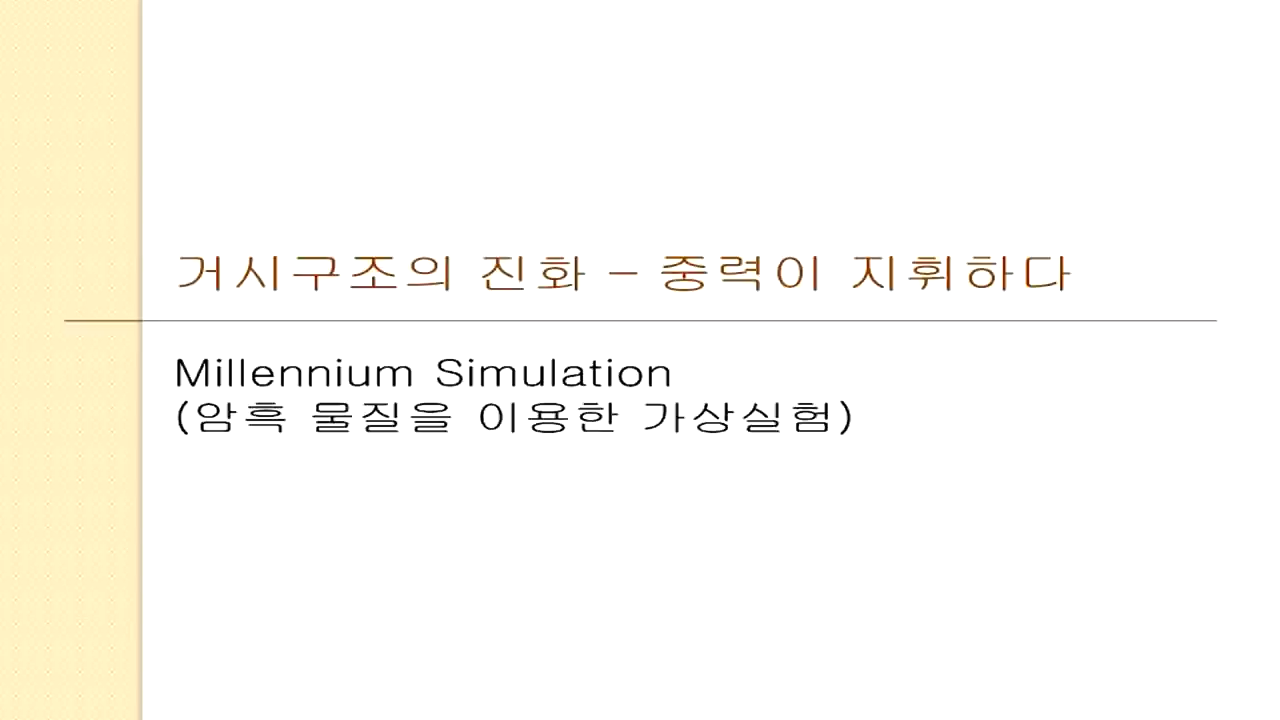 거시구조의 진화 – 중력이 지휘하다
Millennium Simulation
(암흑 물질을 이용한 가상실험)